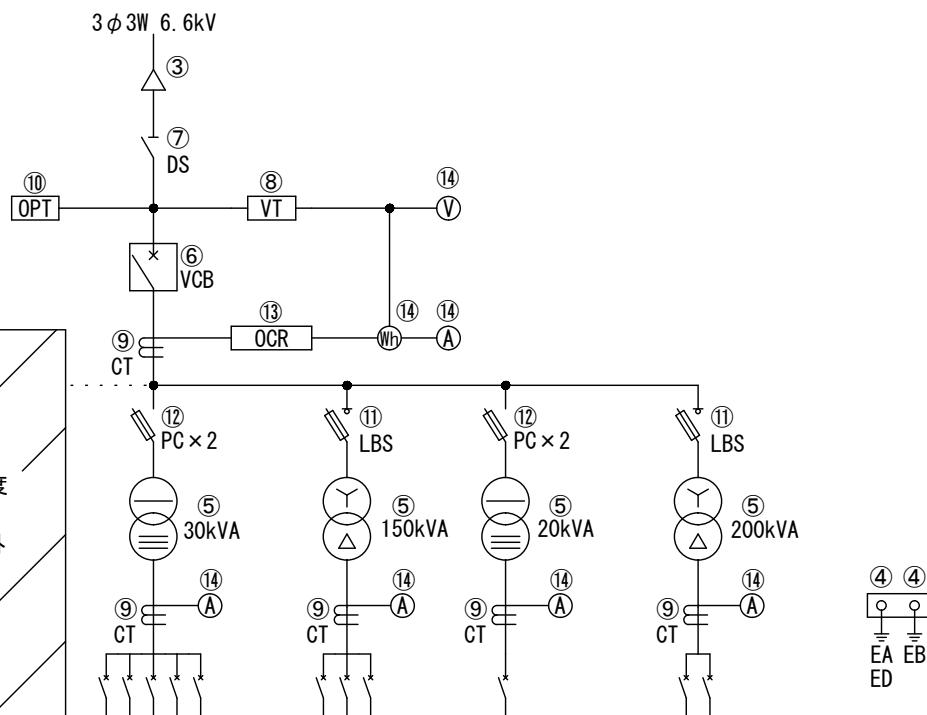 3φ3W 6.6kV
③
⑦
DS
⑩
OPT
⑧
VT
⑭
V
⑥
VCB
⑬
OCR
⑭
Wh
⑭
A
⑨
CT
⑫
PC×2
⑪
LBS
⑫
PC×2
⑪
LBS
⑤
30kVA
⑤
150kVA
⑤
20kVA
⑤
200kVA
度
⑭
A
⑨
CT
⑭
A
⑨
CT
⑭
A
⑨
CT
⑭
A
⑨
CT
④ ④
EA EB
ED